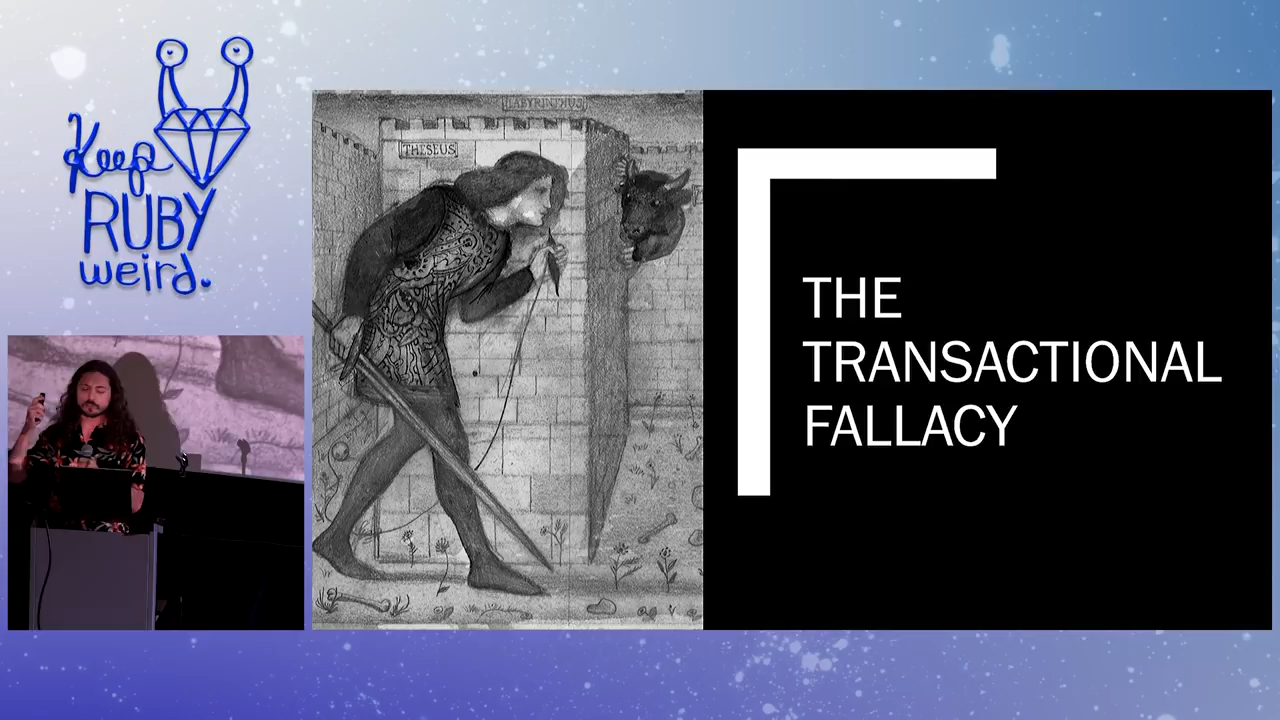 Keep
RUBY
weird.
LABYRINTHUS
THESEUS
THE
TRANSACTIONAL
FALLACY